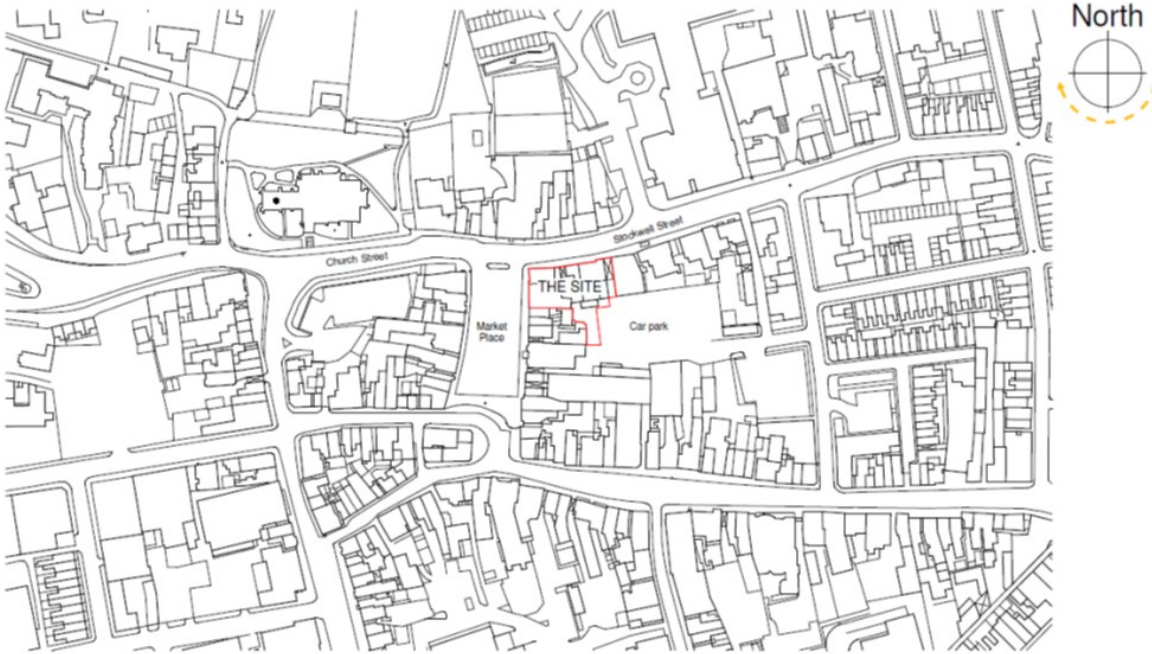 North
Stockwell Street
Church Street
THE SITE
Market
Place
Car park